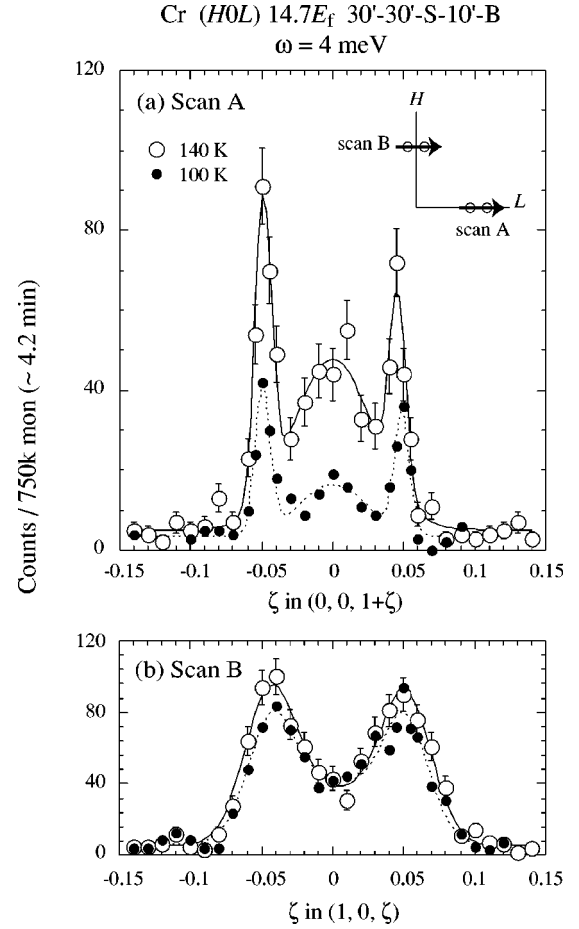 Cr (H0L) 14.7E_f 30'-30'-S-10'-B
ω = 4 meV
120
(a) Scan A
H
140 K
scan B
100 K
L
80
scan A
40
0
-0.15 -0.1 -0.05 0 0.05 0.1 0.15
ζ in (0, 0, 1+ζ)
Counts / 750k mon (~ 4.2 min)
120
(b) Scan B
80
40
0
-0.15 -0.1 -0.05 0 0.05 0.1 0.15
ζ in (1, 0, ζ)